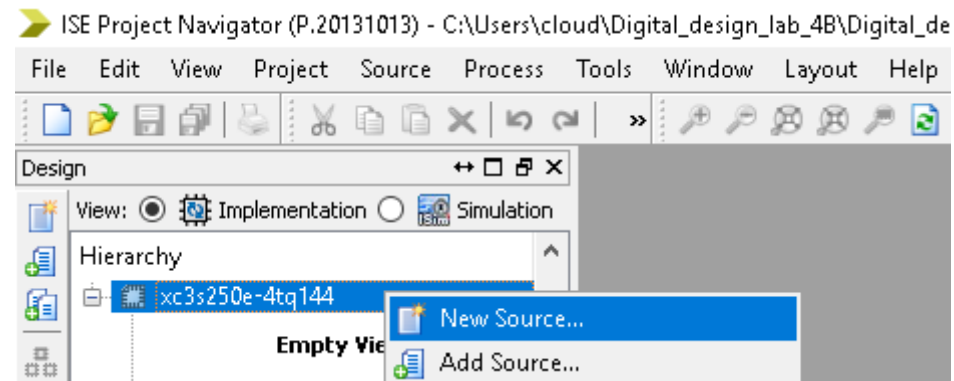 ISE Project Navigator (P.20131013) - C:\Users\cloud\Digital_design_lab_4B\Digital_de
File Edit View Project Source Process Tools Window Layout Help
»
Design
View: Implementation ISim Simulation
Hierarchy
xc3s250e-4tq144
New Source...
Empty Vie
Add Source...